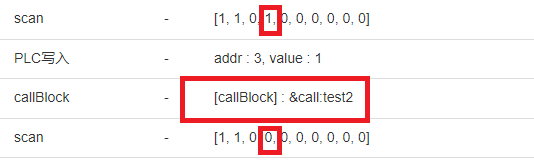 scan - [1, 1, 0, 1, 0, 0, 0, 0, 0, 0]
PLC写入 - addr : 3, value : 1
callBlock - [callBlock] : &call:test2
scan - [1, 1, 0, 0, 0, 0, 0, 0, 0, 0]